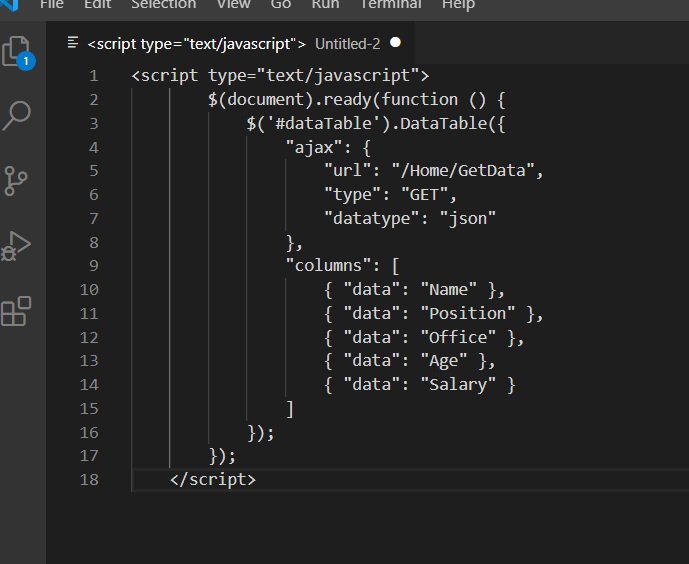 File Edit Selection View Go Run Terminal Help
<script type="text/javascript"> Untitled-2
1
1 <script type="text/javascript">
2         $(document).ready(function () {
3             $('#dataTable').DataTable({
4                 "ajax": {
5                     "url": "/Home/GetData",
6                     "type": "GET",
7                     "datatype": "json"
8                 },
9                 "columns": [
10                     { "data": "Name" },
11                     { "data": "Position" },
12                     { "data": "Office" },
13                     { "data": "Age" },
14                     { "data": "Salary" }
15                 ]
16             });
17         });
18     </script>